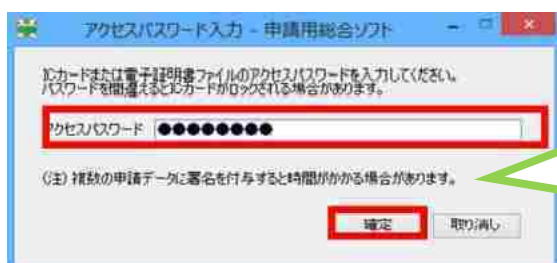 アクセスパスワード入力 - 申請用総合ソフト
ICカードまたは電子証明書ファイルのアクセスパスワードを入力してください。
パスワードを間違えるとICカードがロックされる場合があります。
アクセスパスワード ●●●●●●●●
(注) 複数の申請データに署名を付与すると時間がかかる場合があります。
確定 取り消し